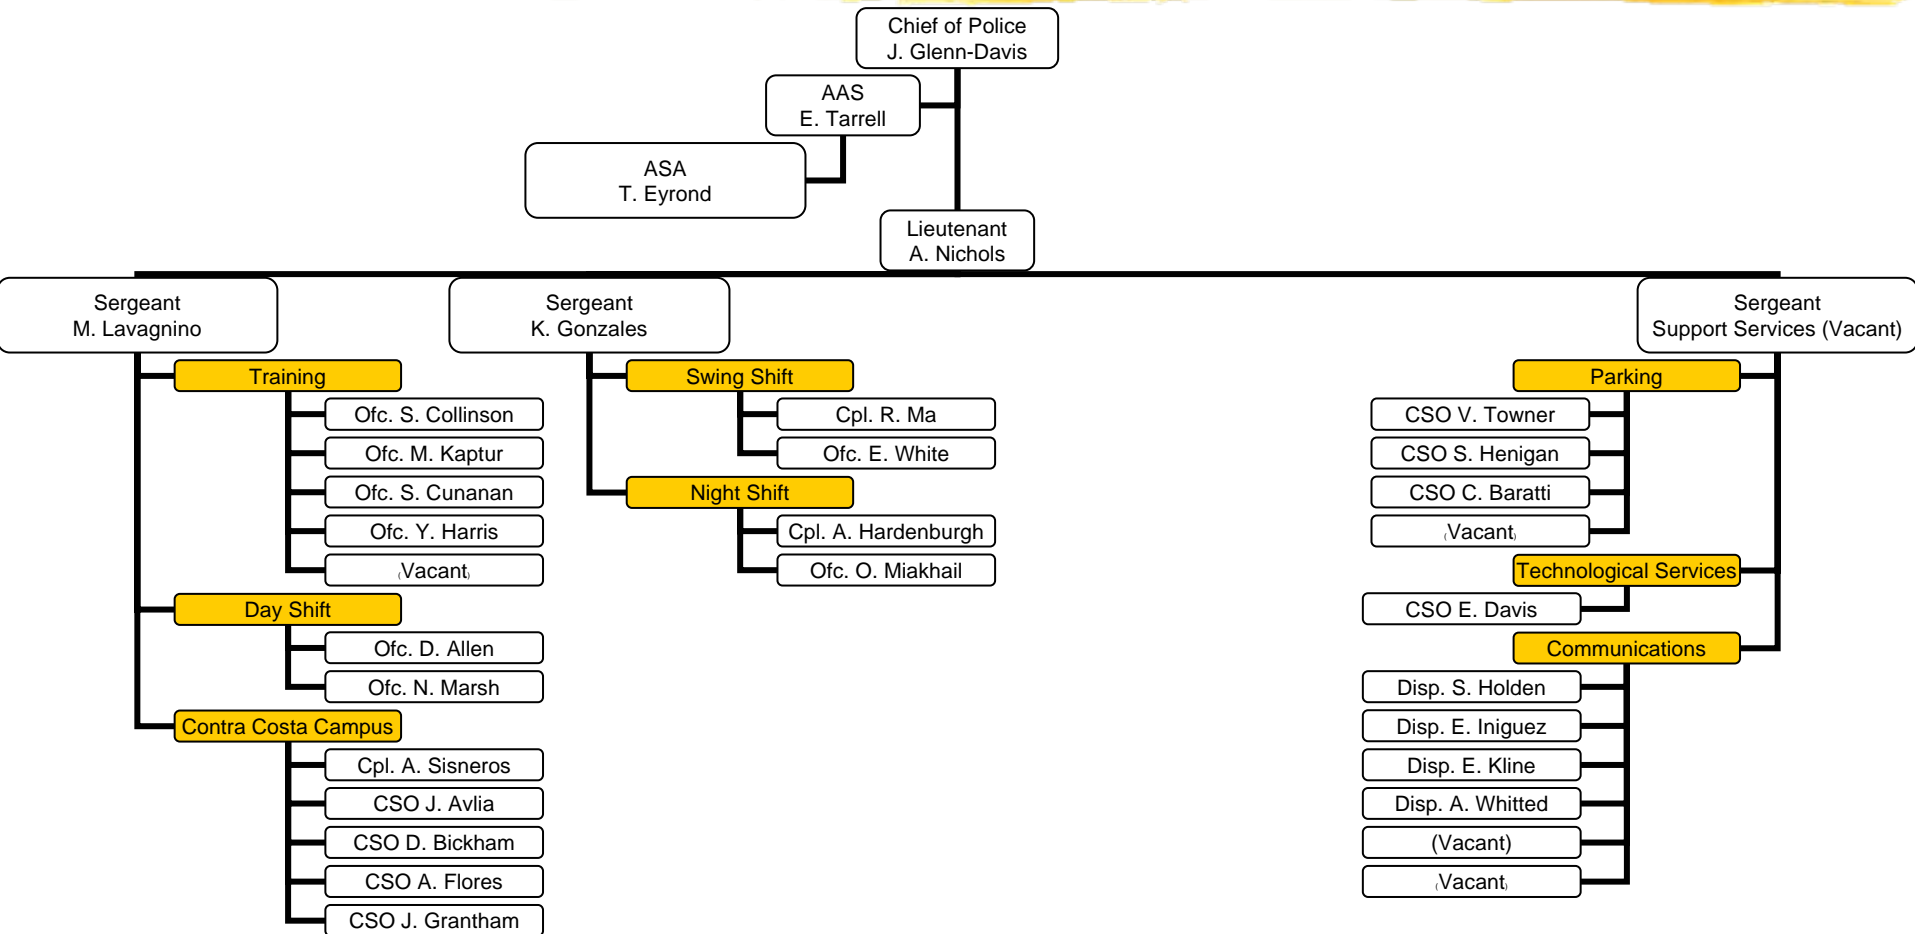 Chief of Police
J. Glenn-Davis
AAS
E. Tarrell
ASA
T. Eyrond
Lieutenant
A. Nichols
Sergeant
M. Lavagnino
Training
Ofc. S. Collinson
Ofc. M. Kaptur
Ofc. S. Cunanan
Ofc. Y. Harris
(Vacant)
Day Shift
Ofc. D. Allen
Ofc. N. Marsh
Contra Costa Campus
Cpl. A. Sisneros
CSO J. Avlia
CSO D. Bickham
CSO A. Flores
CSO J. Grantham
Sergeant
K. Gonzales
Swing Shift
Cpl. R. Ma
Ofc. E. White
Night Shift
Cpl. A. Hardenburgh
Ofc. O. Miakhail
Sergeant
Support Services (Vacant)
Parking
CSO V. Towner
CSO S. Henigan
CSO C. Baratti
(Vacant)
Technological Services
CSO E. Davis
Communications
Disp. S. Holden
Disp. E. Iniguez
Disp. E. Kline
Disp. A. Whitted
(Vacant)
(Vacant)